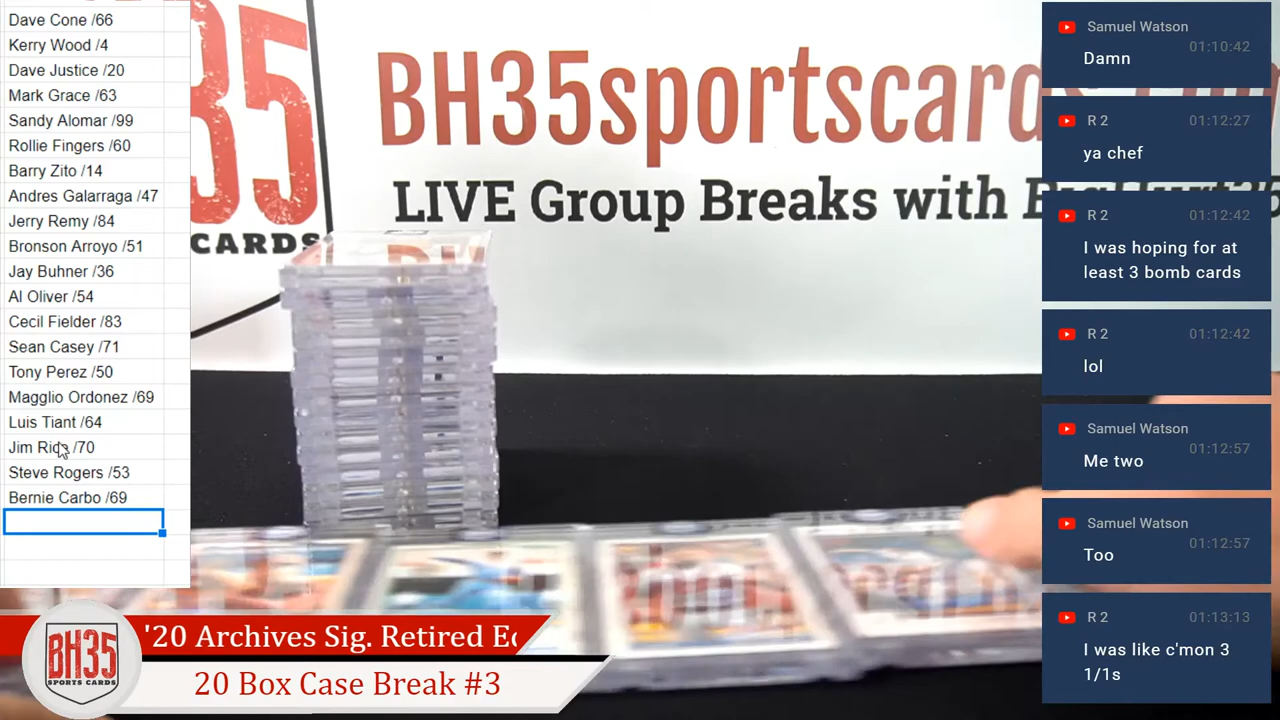 Dave Cone /66
Kerry Wood /4
Dave Justice /20
Mark Grace /63
Sandy Alomar /99
Rollie Fingers /60
Barry Zito /14
Andres Galarraga /47
Jerry Remy /84
Bronson Arroyo /51
Jay Buhner /36
Al Oliver /54
Cecil Fielder /83
Sean Casey /71
Tony Perez /50
Magglio Ordonez /69
Luis Tiant /64
Jim Rice /70
Steve Rogers /53
Bernie Carbo /69
35
CARDS
BH35sportscards
LIVE Group Breaks with
Samuel Watson 01:10:42
Damn
R 2 01:12:27
ya chef
R 2 01:12:42
I was hoping for at
least 3 bomb cards
R 2 01:12:42
lol
Samuel Watson 01:12:57
Me two
Samuel Watson 01:12:57
Too
R 2 01:13:13
I was like c'mon 3
1/1s
BH35
SPORTS CARDS
'20 Archives Sig. Retired Ed
20 Box Case Break #3